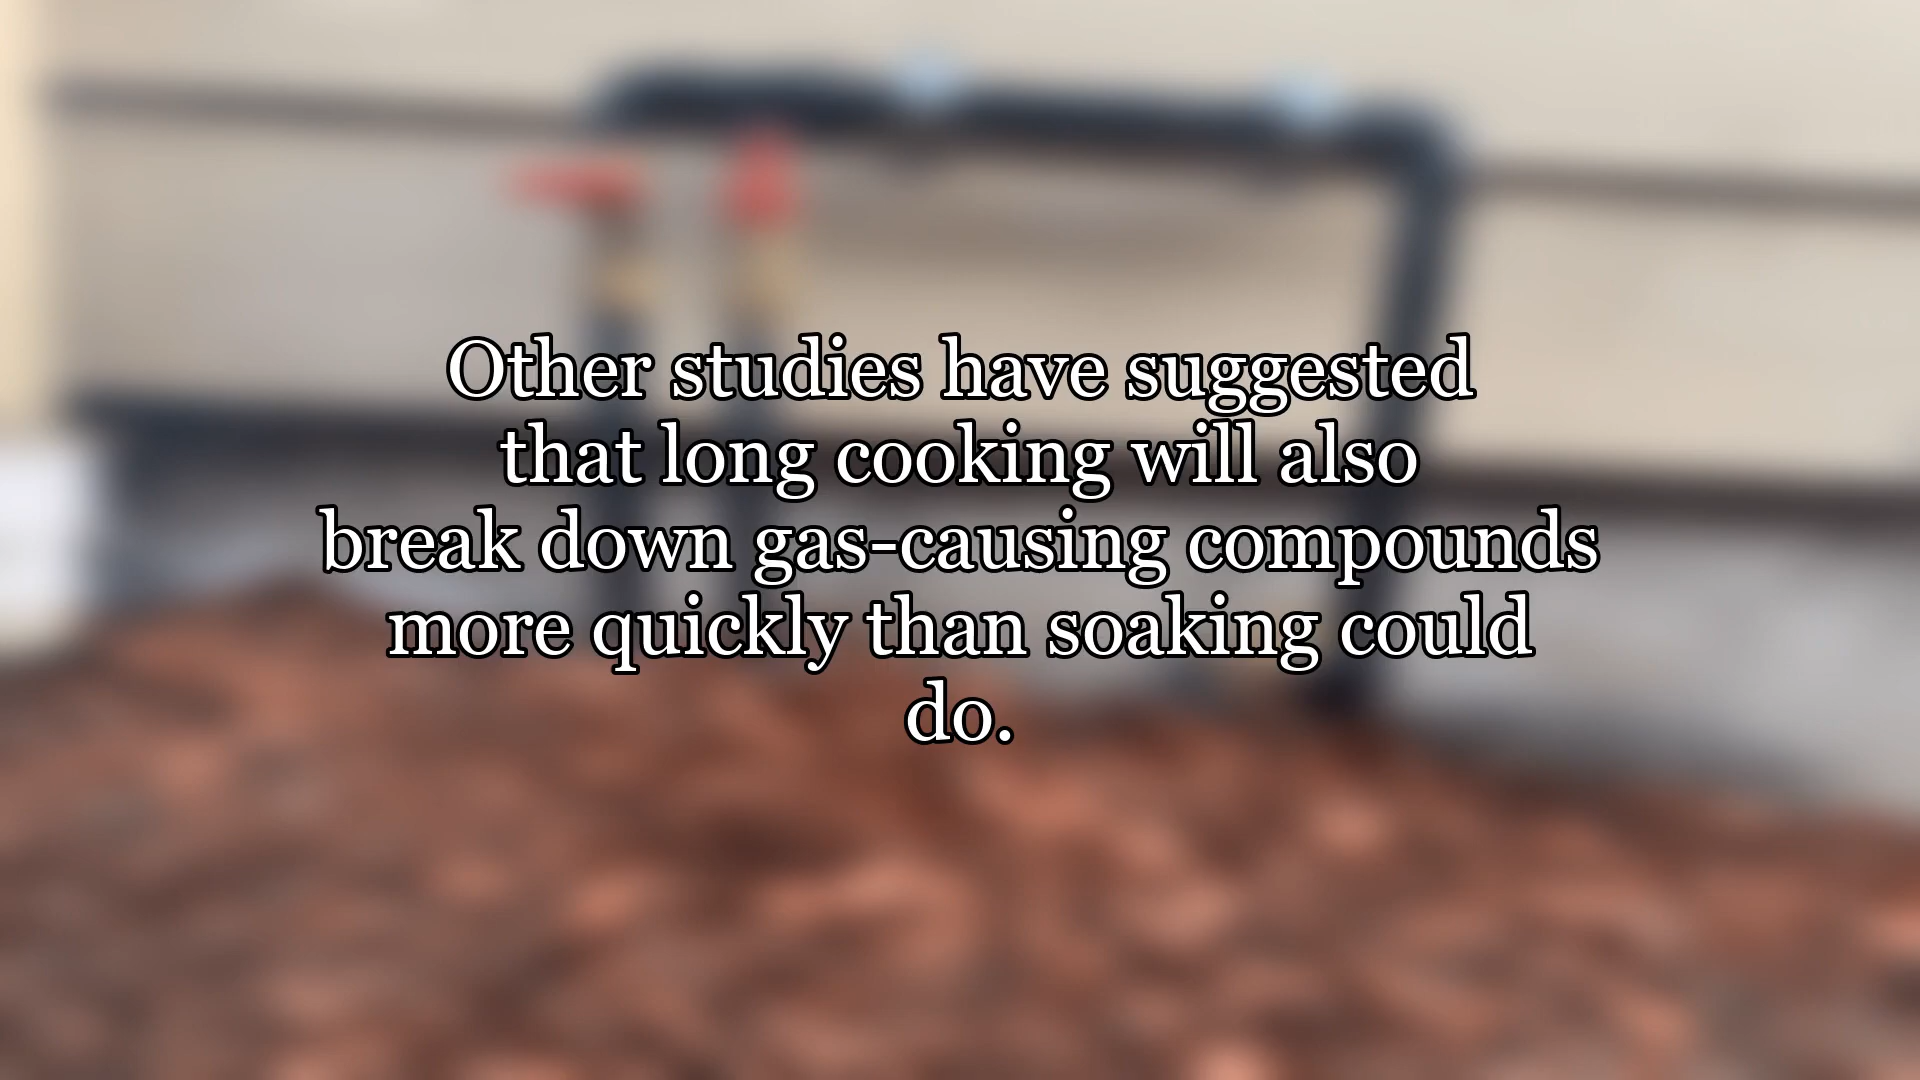 Other studies have suggested
that long cooking will also
break down gas-causing compounds
more quickly than soaking could
do.